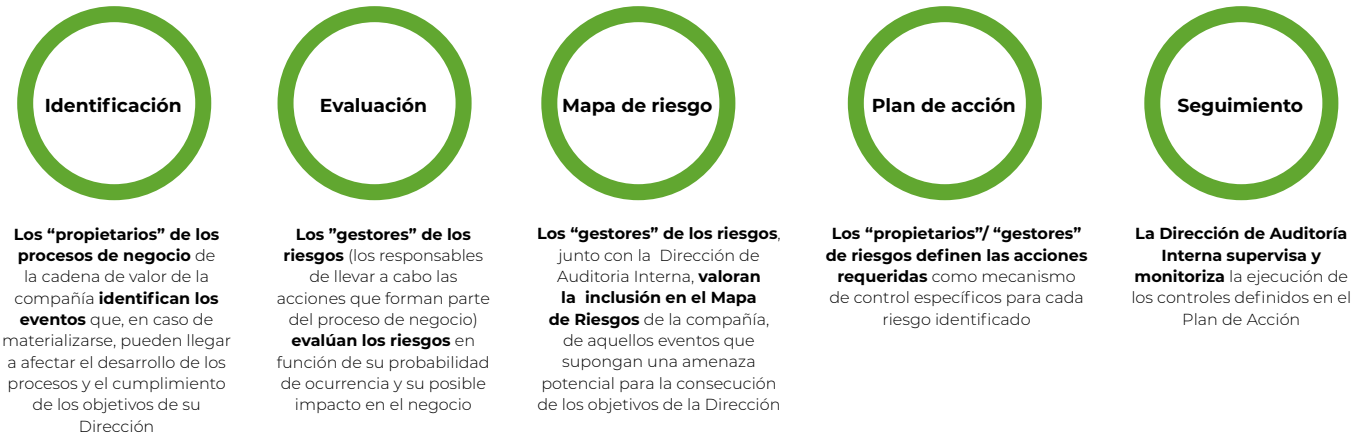 Identificación
Los “propietarios” de los
procesos de negocio de
la cadena de valor de la
compañía identifican los
eventos que, en caso de
materializarse, pueden llegar
a afectar el desarrollo de los
procesos y el cumplimiento
de los objetivos de su
Dirección
Evaluación
Los ”gestores” de los
riesgos (los responsables
de llevar a cabo las
acciones que forman parte
del proceso de negocio)
evalúan los riesgos en
función de su probabilidad
de ocurrencia y su posible
impacto en el negocio
Mapa de riesgo
Los “gestores” de los riesgos,
junto con la Dirección de
Auditoria Interna, valoran
la inclusión en el Mapa
de Riesgos de la compañía,
de aquellos eventos que
supongan una amenaza
potencial para la consecución
de los objetivos de la Dirección
Plan de acción
Los “propietarios”/ “gestores”
de riesgos definen las acciones
requeridas como mecanismo
de control específicos para cada
riesgo identificado
Seguimiento
La Dirección de Auditoría
Interna supervisa y
monitoriza la ejecución de
los controles definidos en el
Plan de Acción